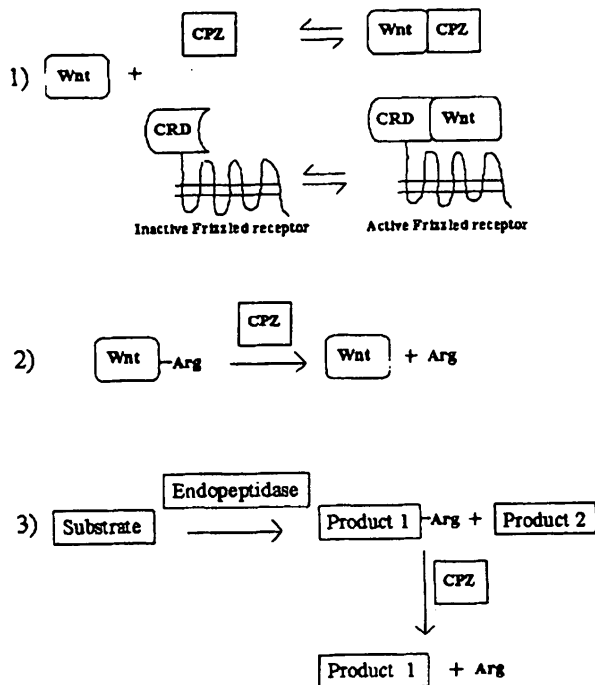 CPZ
Wnt CPZ
1) Wnt +
CRD
CRD Wnt
Inactive Frizzled receptor Active Frizzled receptor
CPZ
2) Wnt -Arg Wnt + Arg
Endopeptidase
3) Substrate Product 1 -Arg + Product 2
CPZ
Product 1 + Arg